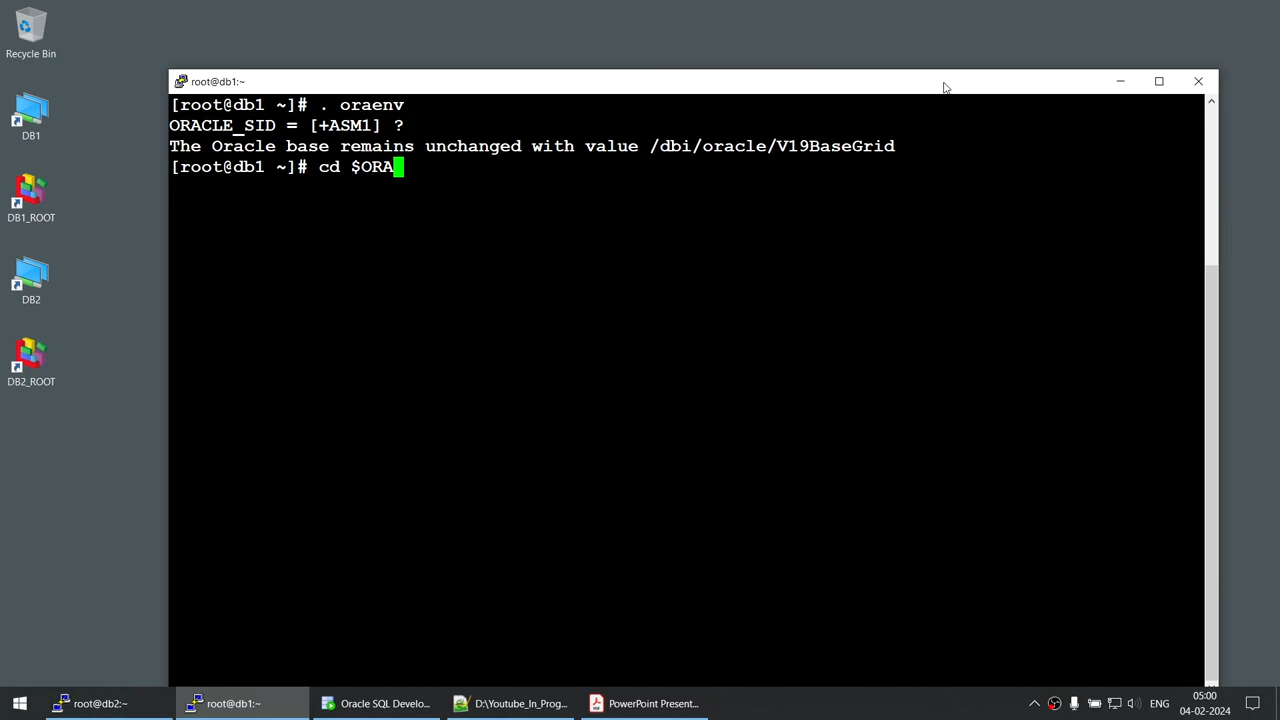 Recycle Bin
DB1
DB1_ROOT
DB2
DB2_ROOT
root@db1:~
[root@db1 ~]# . oraenv
ORACLE_SID = [+ASM1] ?
The Oracle base remains unchanged with value /dbi/oracle/V19BaseGrid
[root@db1 ~]# cd $ORA
root@db2:~
root@db1:~
Oracle SQL Develo...
D:\Youtube_In_Prog...
PowerPoint Present...
ENG
05:00
04-02-2024